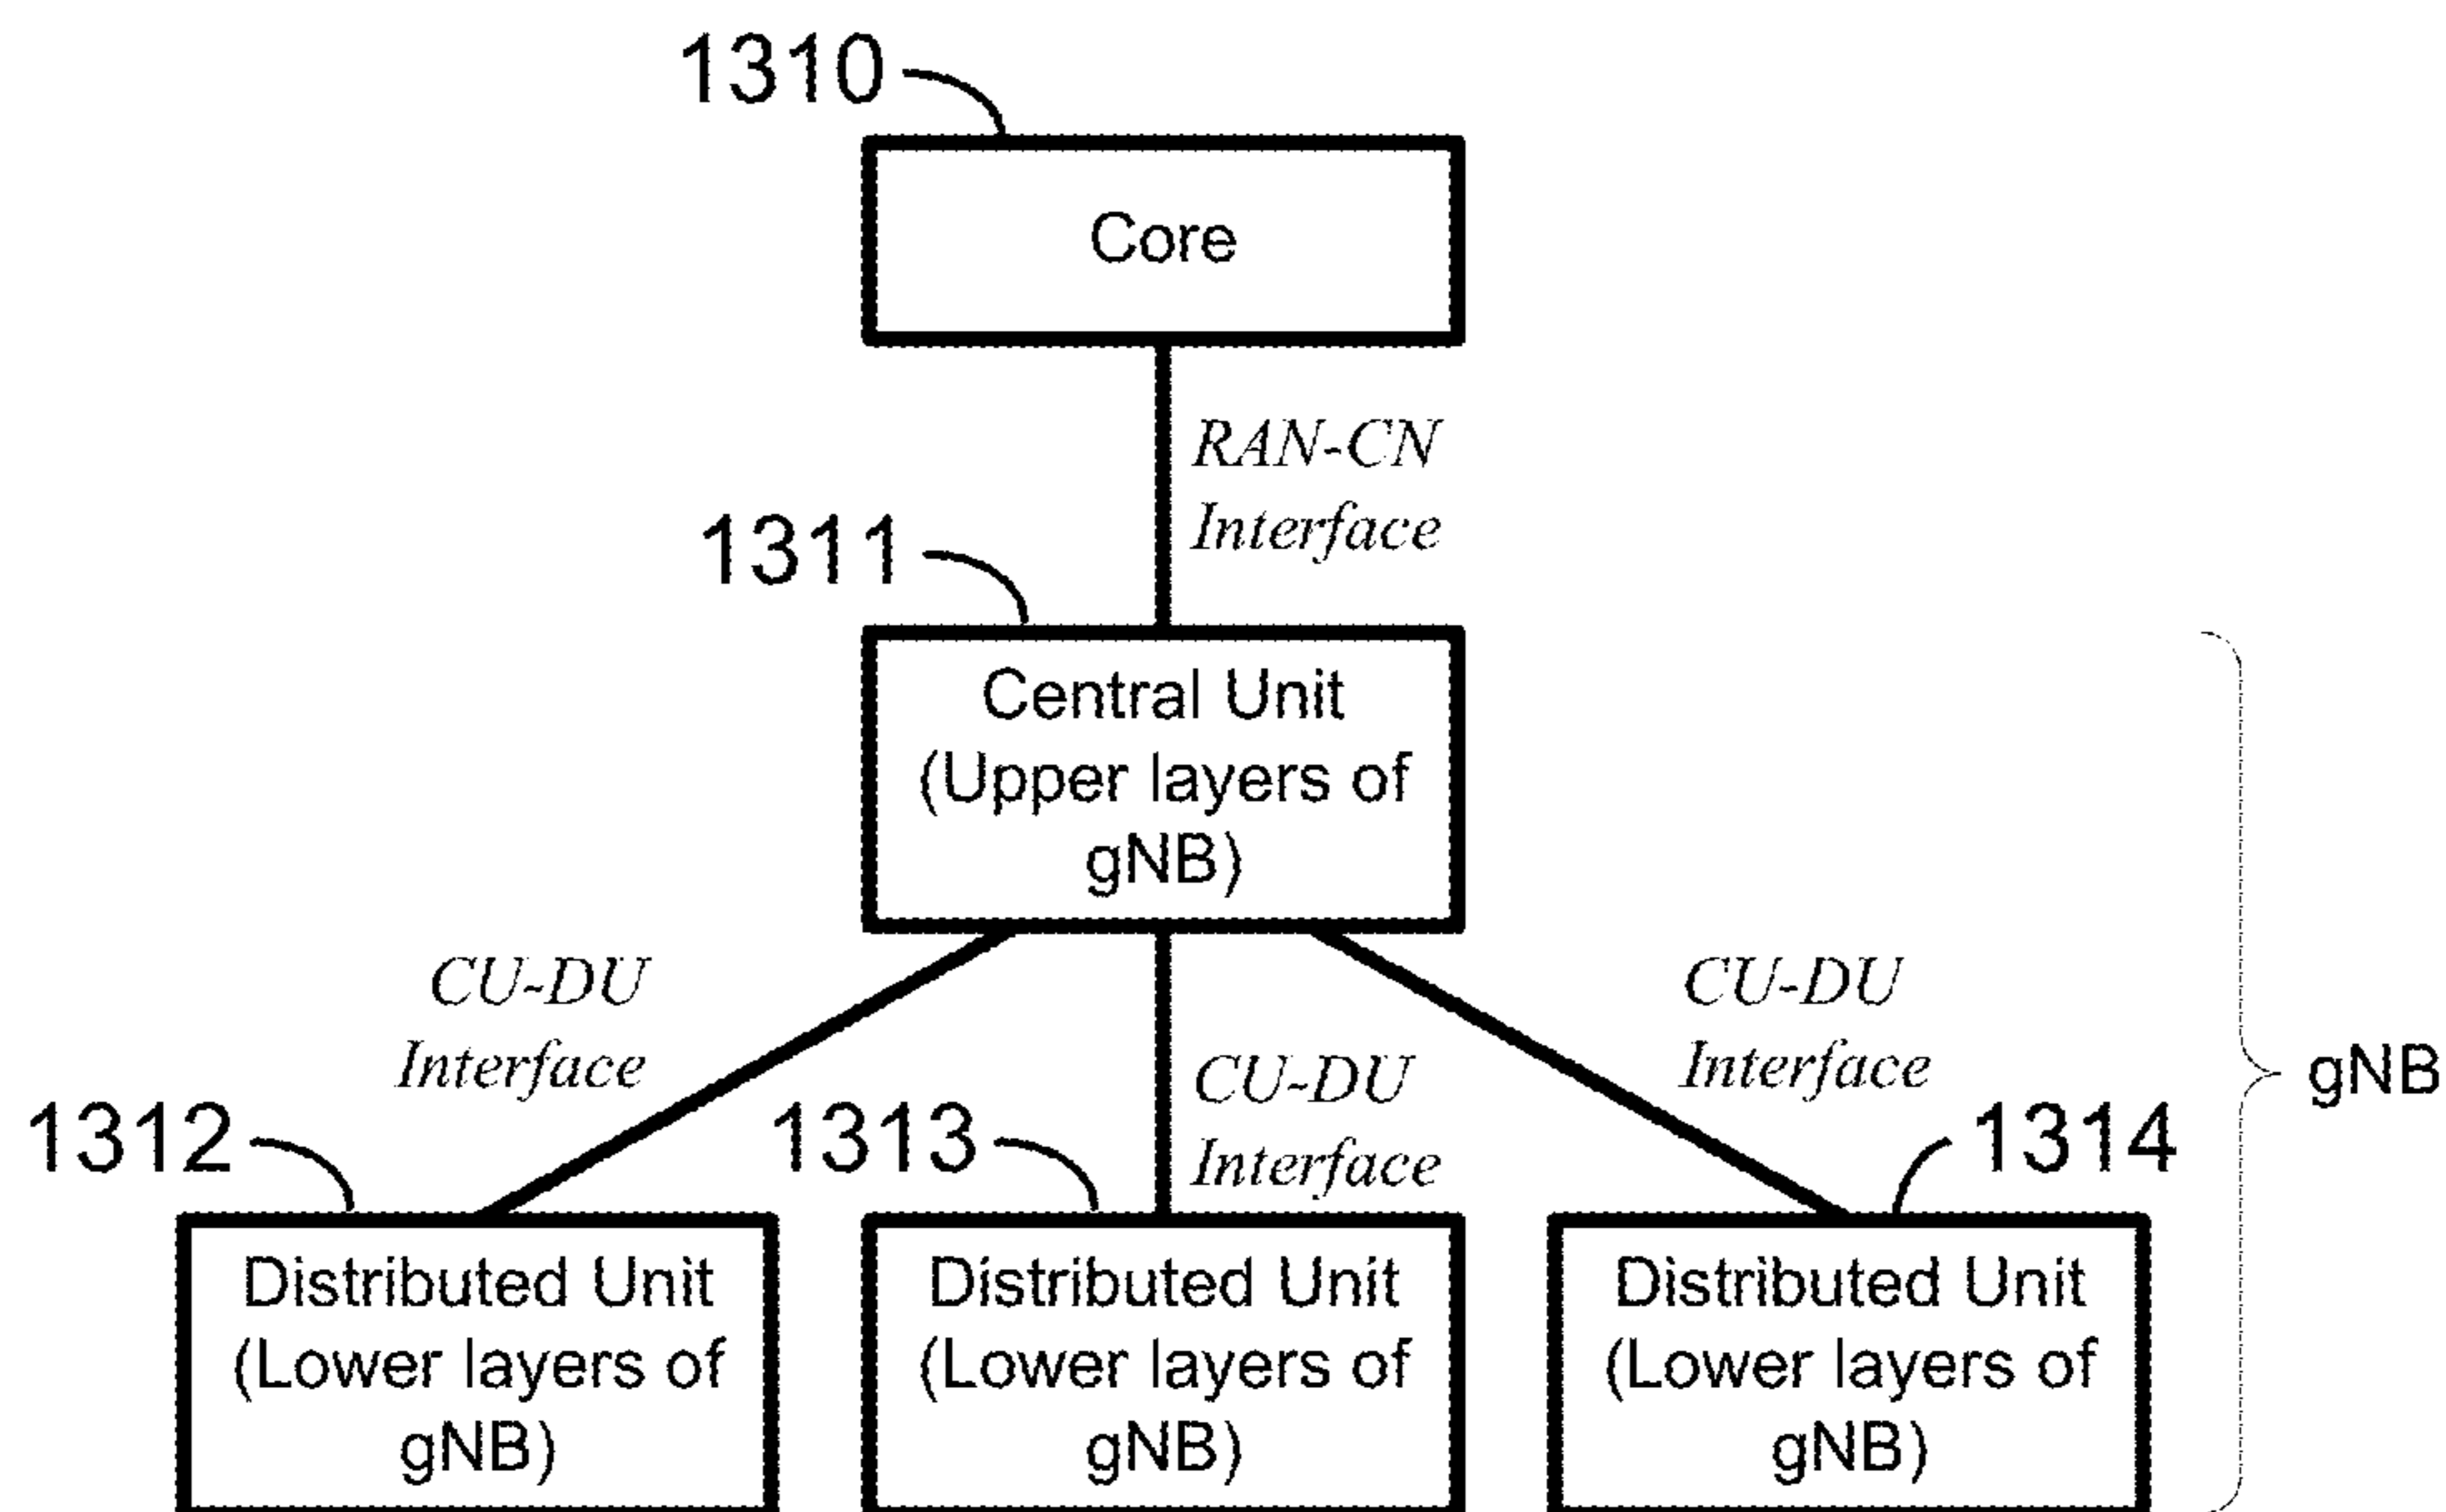 1310
Core
RAN-CN
Interface
1311
Central Unit
(Upper layers of
gNB)
CU-DU
Interface
CU-DU
Interface
CU-DU
Interface
gNB
1312
1313
1314
Distributed Unit
(Lower layers of
gNB)
Distributed Unit
(Lower layers of
gNB)
Distributed Unit
(Lower layers of
gNB)